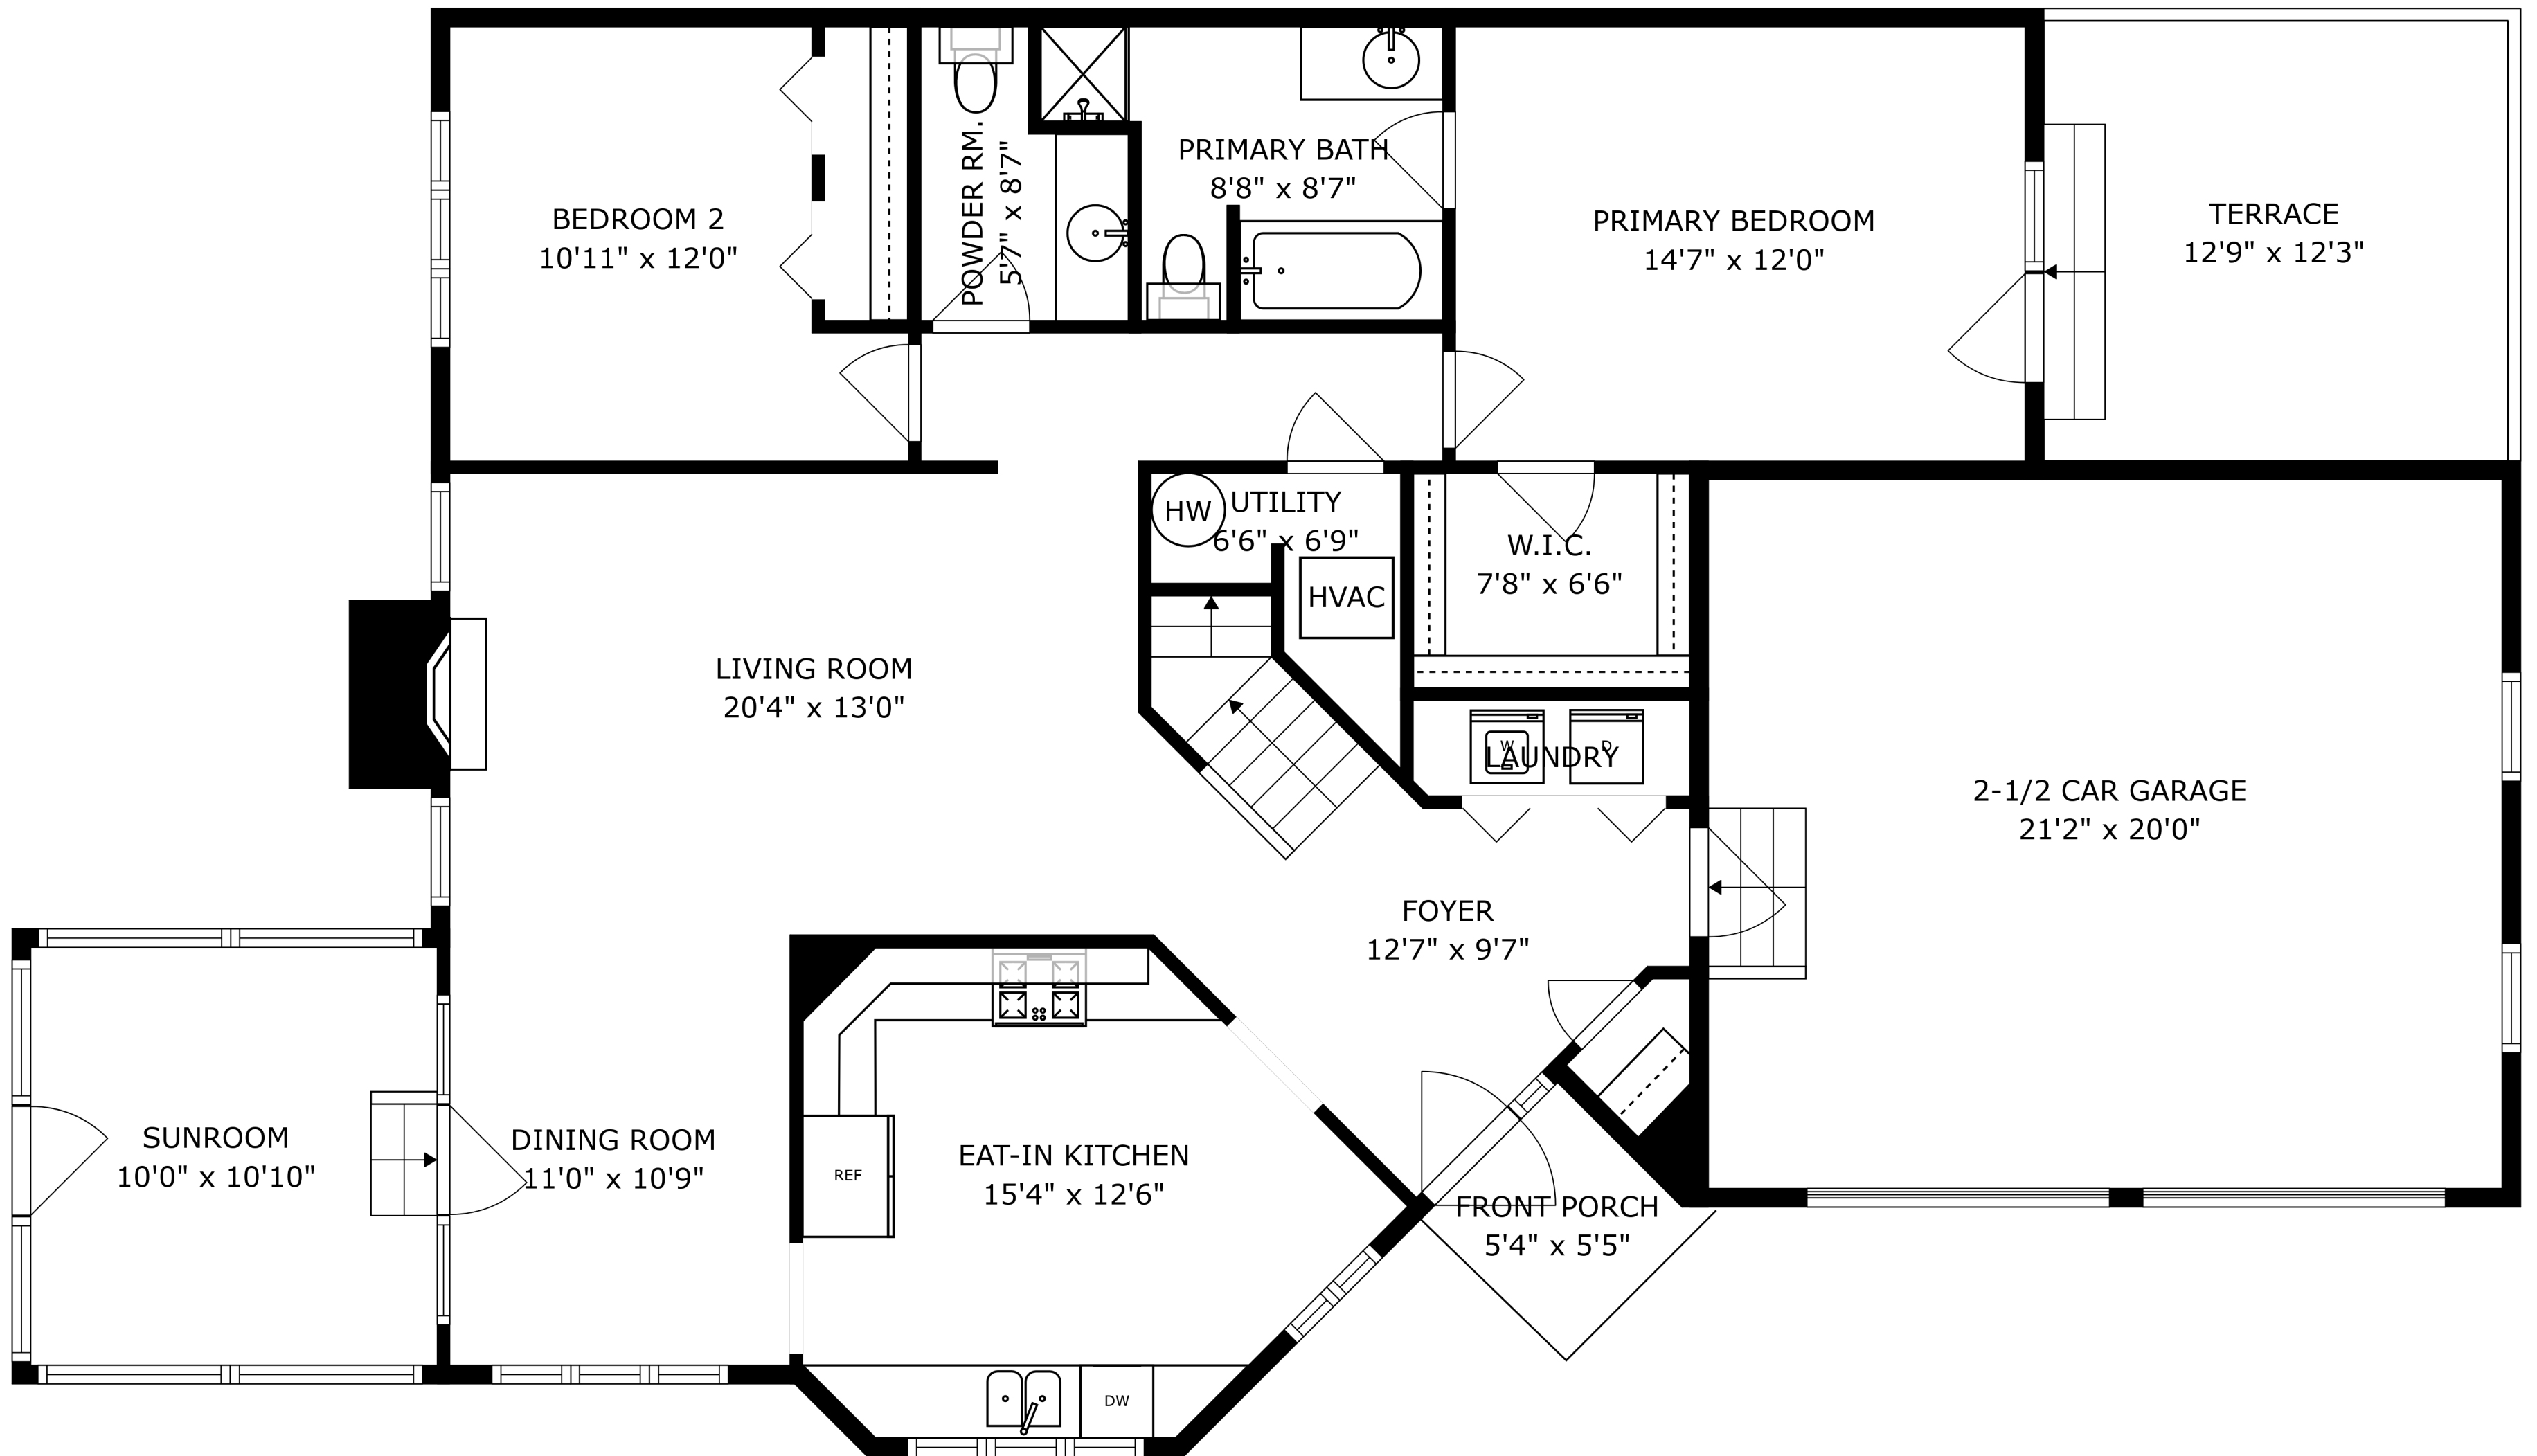 BEDROOM 2
10'11" x 12'0"
POWDER RM.
5'7" x 8'7"
PRIMARY BATH
8'8" x 8'7"
PRIMARY BEDROOM
14'7" x 12'0"
TERRACE
12'9" x 12'3"
HW
UTILITY
6'6" x 6'9"
HVAC
W.I.C.
7'8" x 6'6"
LIVING ROOM
20'4" x 13'0"
W
D
LAUNDRY
2-1/2 CAR GARAGE
21'2" x 20'0"
FOYER
12'7" x 9'7"
SUNROOM
10'0" x 10'10"
DINING ROOM
11'0" x 10'9"
REF
EAT-IN KITCHEN
15'4" x 12'6"
FRONT PORCH
5'4" x 5'5"
DW